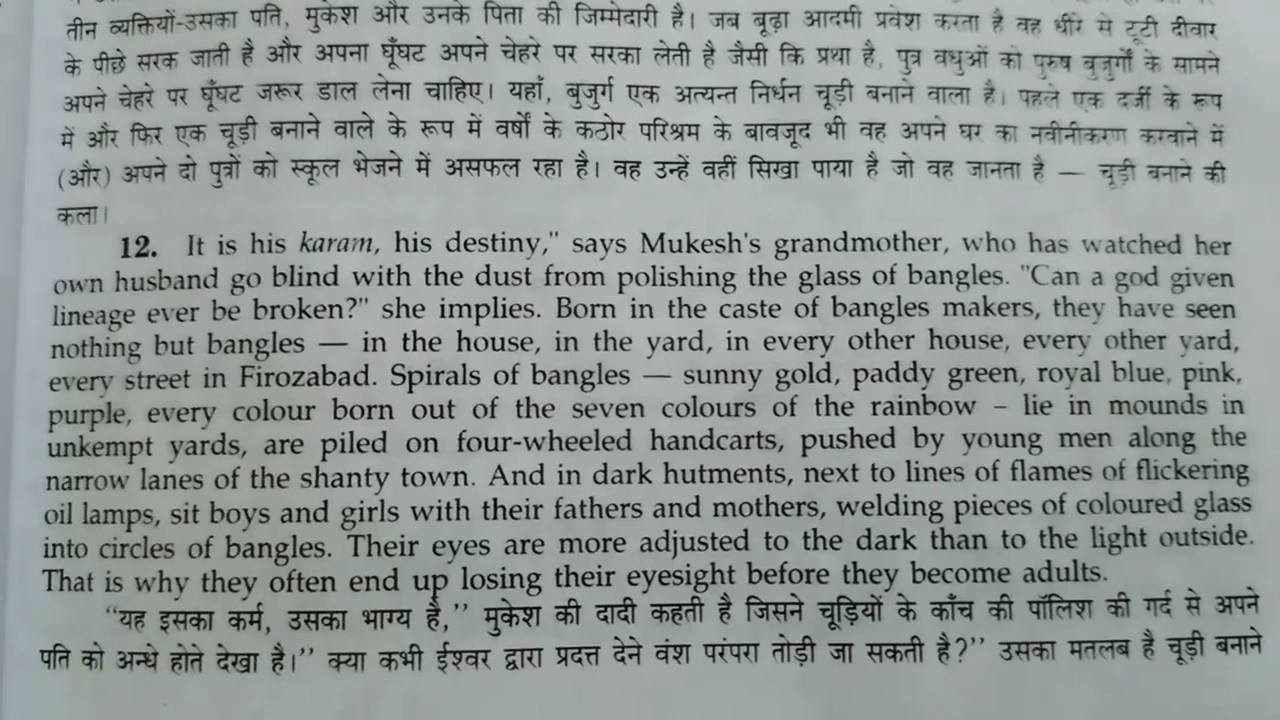 तीन व्यक्तियों-उसका पति, मुकेश और उनके पिता की जिम्मेदारी है। जब बूढ़ा आदमी प्रवेश करता है वह धीरे से टूटी दीवार
के पीछे सरक जाती है और अपना घूँघट अपने चेहरे पर सरका लेती है जैसी कि प्रथा है, पुत्र वधुओं को पुरुष बुजुर्गों के सामने
अपने चेहरे पर घूँघट जरूर डाल लेना चाहिए। यहाँ, बुजुर्ग एक अत्यन्त निर्धन चूड़ी बनाने वाला है। पहले एक दर्जी के रूप
में और फिर एक चूड़ी बनाने वाले के रूप में वर्षों के कठोर परिश्रम के बावजूद भी वह अपने घर का नवीनीकरण करवाने में
(और) अपने दो पुत्रों को स्कूल भेजने में असफल रहा है। वह उन्हें वहीं सिखा पाया है जो वह जानता है — चूड़ी बनाने की
कला।
12. It is his karam, his destiny," says Mukesh's grandmother, who has watched her
own husband go blind with the dust from polishing the glass of bangles. "Can a god given
lineage ever be broken?" she implies. Born in the caste of bangles makers, they have seen
nothing but bangles — in the house, in the yard, in every other house, every other yard,
every street in Firozabad. Spirals of bangles — sunny gold, paddy green, royal blue, pink,
purple, every colour born out of the seven colours of the rainbow – lie in mounds in
unkempt yards, are piled on four-wheeled handcarts, pushed by young men along the
narrow lanes of the shanty town. And in dark hutments, next to lines of flames of flickering
oil lamps, sit boys and girls with their fathers and mothers, welding pieces of coloured glass
into circles of bangles. Their eyes are more adjusted to the dark than to the light outside.
That is why they often end up losing their eyesight before they become adults.
"यह इसका कर्म, उसका भाग्य है," मुकेश की दादी कहती है जिसने चूड़ियों के काँच की पॉलिश की गर्द से अपने
पति को अन्धे होते देखा है।" क्या कभी ईश्वर द्वारा प्रदत्त देने वंश परंपरा तोड़ी जा सकती है?" उसका मतलब है चूड़ी बनाने